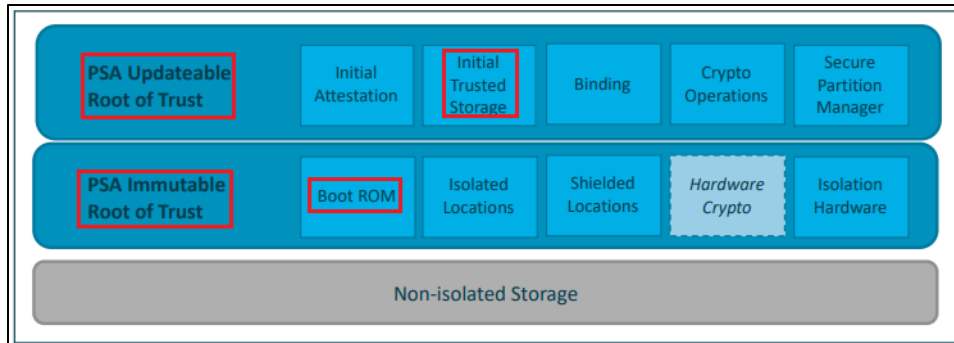 PSA Updateable
Root of Trust
Initial
Attestation
Initial
Trusted
Storage
Binding
Crypto
Operations
Secure
Partition
Manager
PSA Immutable
Root of Trust
Boot ROM
Isolated
Locations
Shielded
Locations
Hardware
Crypto
Isolation
Hardware
Non-isolated Storage